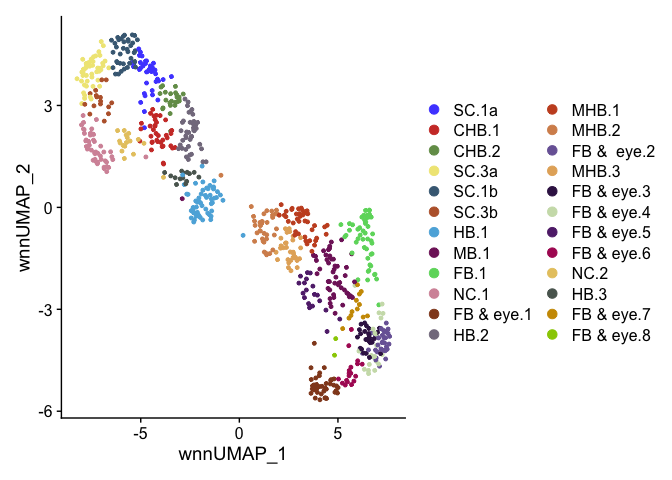 3
0
-3
-6
-5
0
5
wnnUMAP_1
wnnUMAP_2
SC.1a
CHB.1
CHB.2
SC.3a
SC.1b
SC.3b
HB.1
MB.1
FB.1
NC.1
FB & eye.1
HB.2
MHB.1
MHB.2
FB &  eye.2
MHB.3
FB & eye.3
FB & eye.4
FB & eye.5
FB & eye.6
NC.2
HB.3
FB & eye.7
FB & eye.8